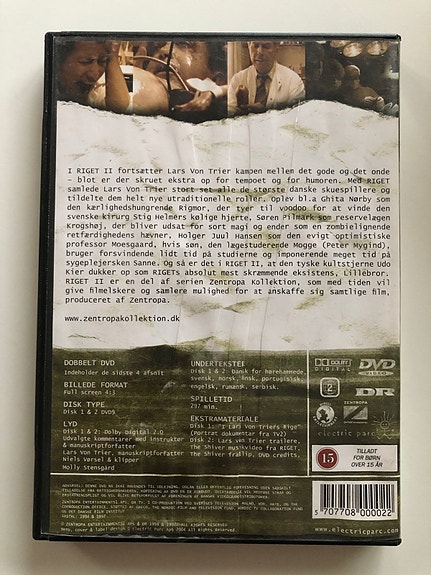 I RIGET II fortsætter Lars Von Trier kampen mellem det gode og det onde
- blot er der skruet ekstra op for tempoet og for humoren. Med RIGET
samlede Lars Von Trier stort set alle de største danske skuespillere og
tildelte dem helt nye utraditionelle roller. Oplev bl.a Ghita Nørby som
den kærlighedshungrende Rigmor, der tyer til voodoo for at vinde den
svenske kirurg Stig Helmers kølige hjerte, Søren Pilmark som reservelægen
Krogshøj, der bliver udsat for sort magi og ender som en zombielignende
retfærdighedens hævner, Holger Juul Hansen som den evigt optimistiske
professor Moesgaard, hvis søn, den lægestuderende Mogge (Peter Mygind),
bruger forsvindende lidt tid på studierne og imponerende meget tid på
sygeplejersken Sanne. Og så er det i RIGET II, at den tyske kultstjerne Udo
Kier dukker op som RIGETs absolut mest skræmmende eksistens, Lillebror.
RIGET II er en del af serien Zentropa Kollektion, som med tiden vil
give filmelskere og samlere mulighed for at anskaffe sig samtlige film,
produceret af Zentropa.
www.zentropakollektion.dk
DOBBELT DVD
Indeholder de sidste 4 afsnit
BILLEDE FORMAT
Full screen 4:3
DISK TYPE
Disk 1 & 2 DVD9
LYD
Disk 1 & 2: Dolby Digital 2.0
Udvalgte kommentarer med instruktør
& manuskriptforfatter
Lars Von Trier, manuskriptforfatter
Niels Vørsel & klipper
Molly Stensgård
UNDERTEKSTER
Disk 1 & 2: Dansk for hørehæmmede,
svensk, norsk, finsk, portugisisk,
engelsk, rumænsk, serbisk.
SPILLETID
297 min.
EKSTRAMATERIALE
Disk 1: "I Lars Von Triers Rige"
(Portræt dokumentar fra TV2)
Disk 2: Lars von Trier trailere,
The Shiver musikvideo fra RIGET,
The Shiver fraklip, DVD credits.
DOLBY
DIGITAL
DVD
VIDEO
2
DR
ZENTROPA
electric parc
15
TILLADT
FOR BØRN
OVER 15 ÅR
5 707708 000022
www.electricparc.com